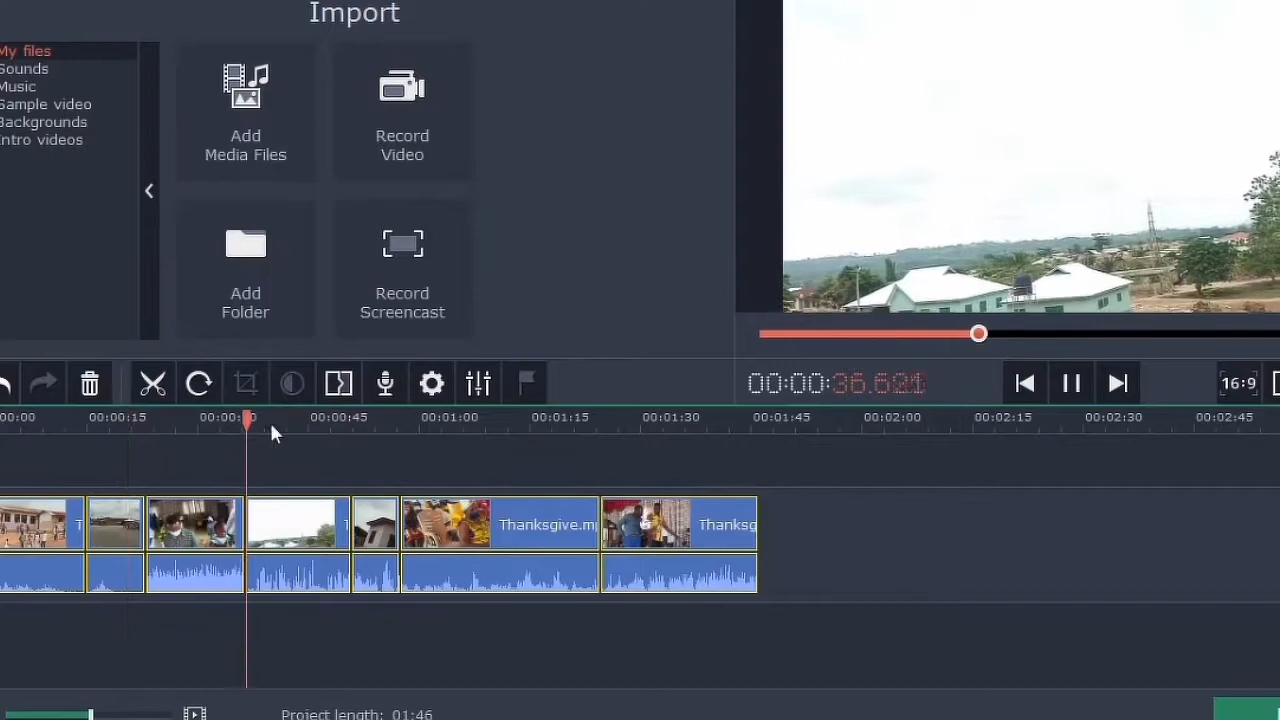 Import
My files
Sounds
Music
Sample video
Backgrounds
Intro videos
Add
Media Files
Record
Video
Add
Folder
Record
Screencast
00:00:36.621
16:9
00:00
00:00:15
00:00:45
00:01:00
00:01:15
00:01:30
00:01:45
00:02:00
00:02:15
00:02:30
00:02:45
T
Thanksgive.mp
Thanksg
Project length: 01:46